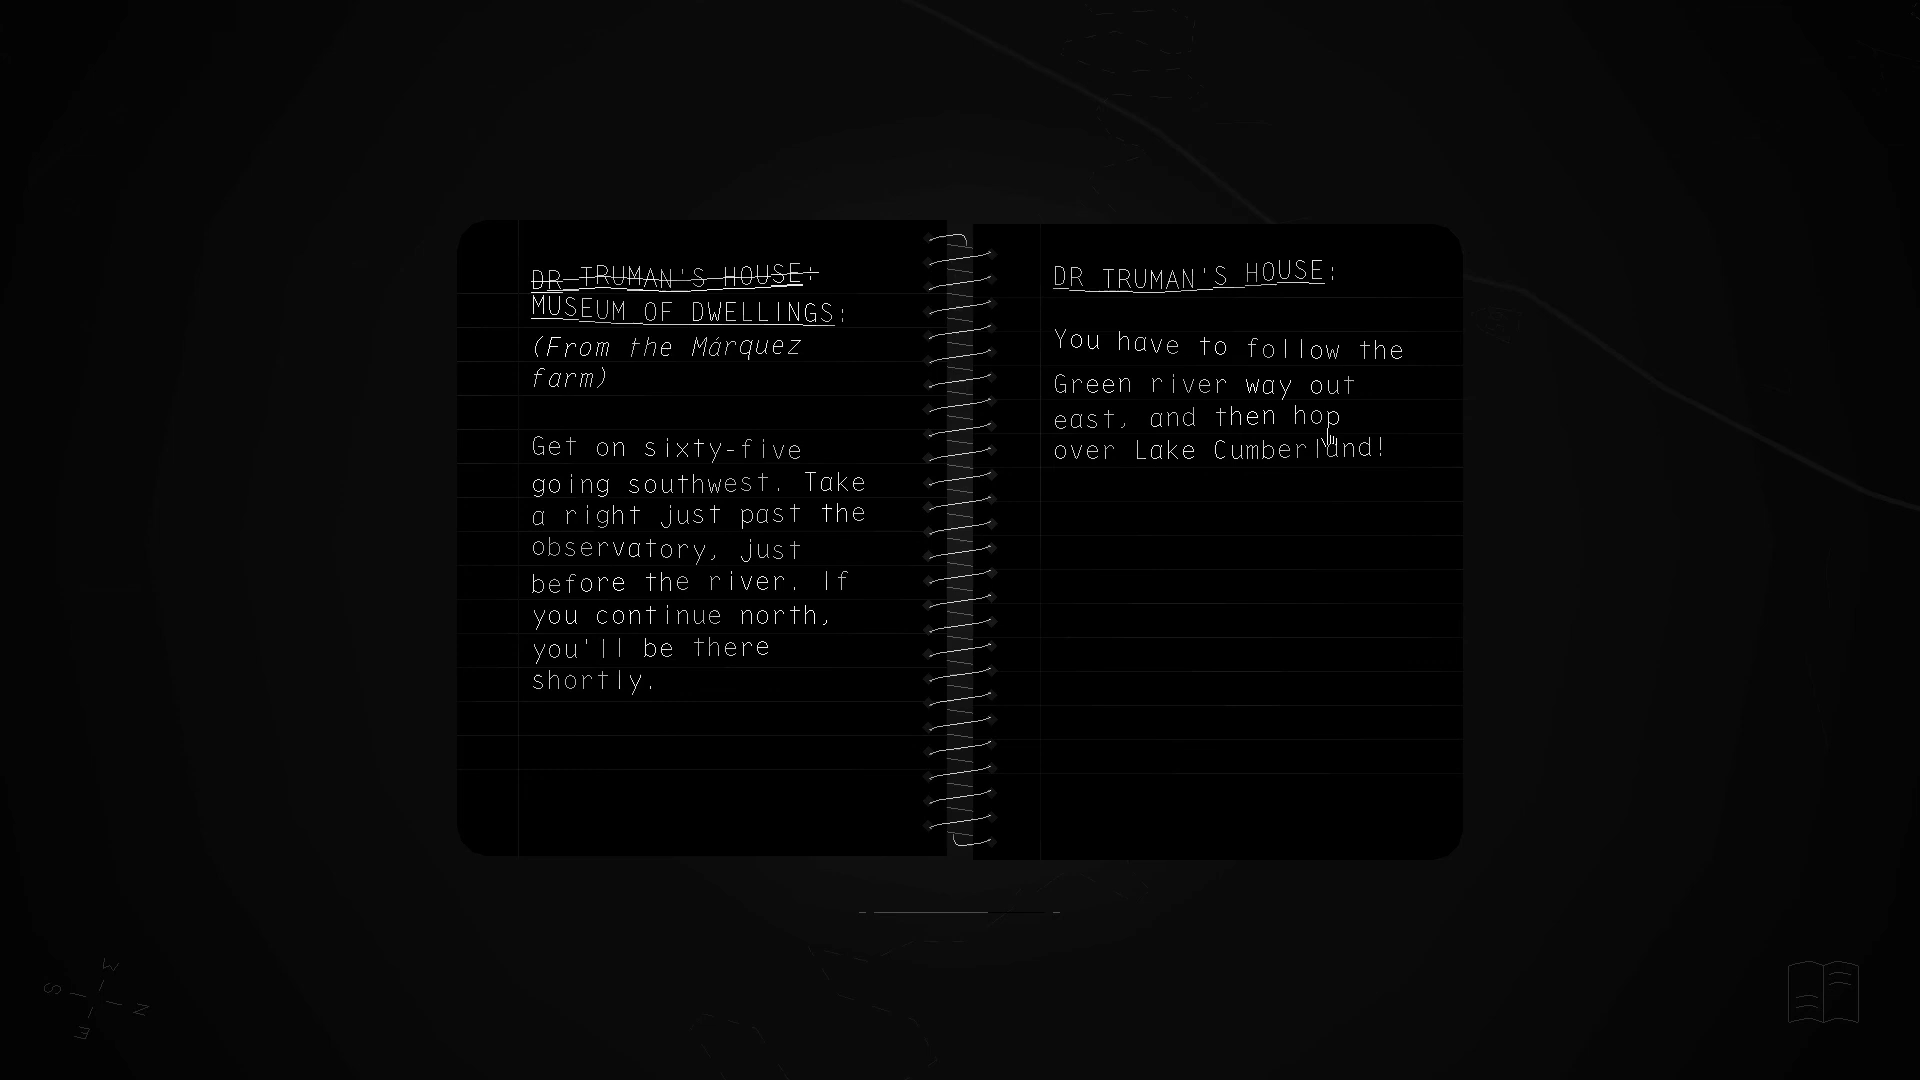 DR TRUMAN'S HOUSE:
MUSEUM OF DWELLINGS:
(From the Márquez
farm)
Get on sixty-five
going southwest. Take
a right just past the
observatory, just
before the river. If
you continue north,
you'll be there
shortly.
DR TRUMAN'S HOUSE:
You have to follow the
Green river way out
east, and then hop
over Lake Cumberland!
W
S
N
E